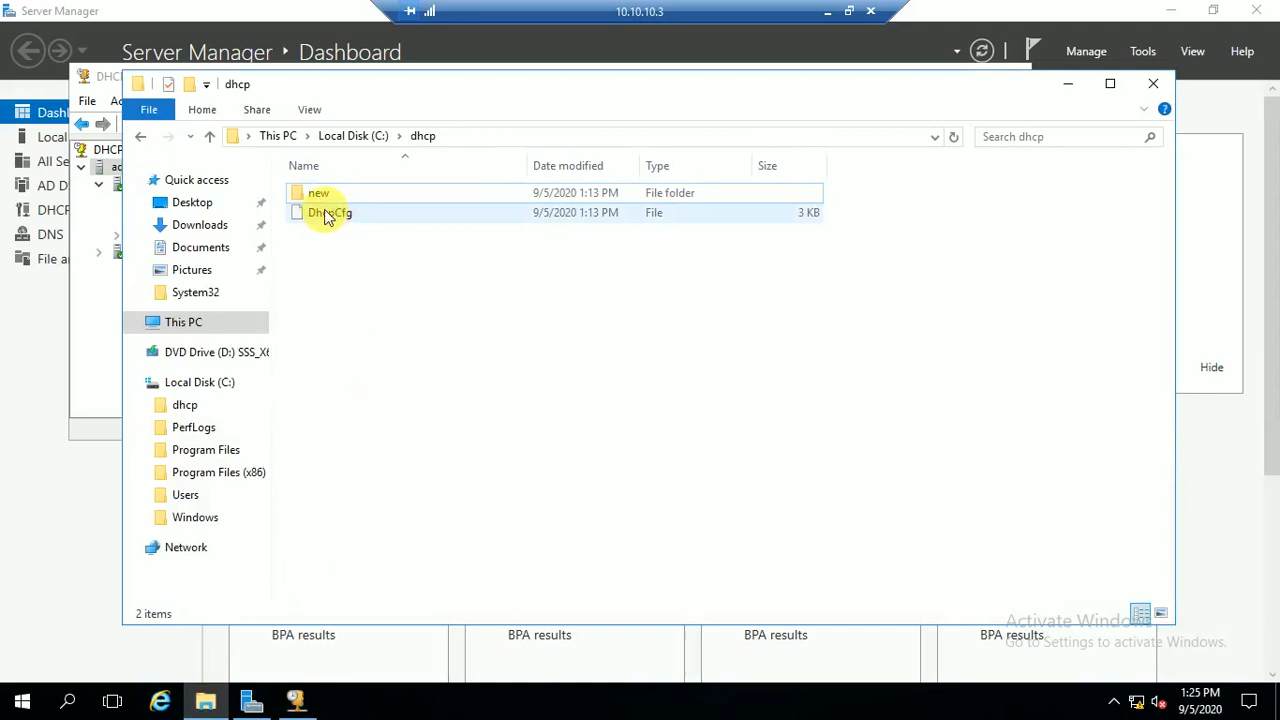 Server Manager
10.10.10.3
Server Manager • Dashboard
Manage
Tools
View
Help
DHC
dhcp
File
A
File
Home
Share
View
This PC
Local Disk (C:)
dhcp
Search dhcp
Dash
Local
All Se
AD D
DHCP
DNS
File a
DHCP
ad
Name
Date modified
Type
Size
new
9/5/2020 1:13 PM
File folder
DhcpCfg
9/5/2020 1:13 PM
File
3 KB
Quick access
Desktop
Downloads
Documents
Pictures
System32
This PC
DVD Drive (D:) SSS_X6
Local Disk (C:)
dhcp
PerfLogs
Program Files
Program Files (x86)
Users
Windows
Network
2 items
Hide
BPA results
BPA results
BPA results
BPA results
Activate Windows
Go to Settings to activate Windows.
1:25 PM
9/5/2020